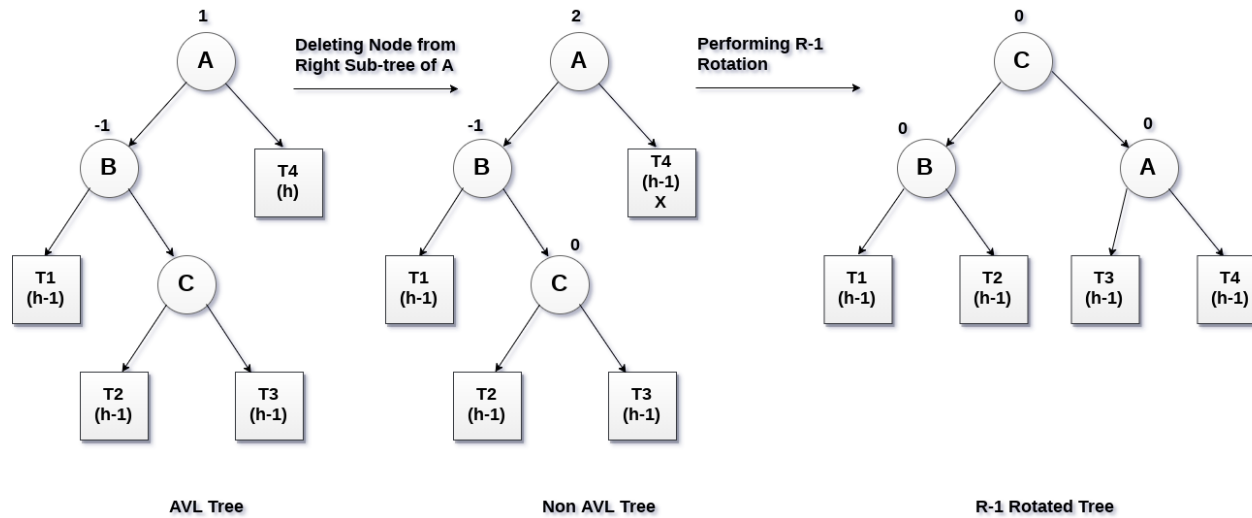 1
A
Deleting Node from
Right Sub-tree of A
-1
B
T4
(h)
T1
(h-1)
C
T2
(h-1)
T3
(h-1)
AVL Tree
2
A
Performing R-1
Rotation
-1
B
T4
(h-1)
X
0
T1
(h-1)
C
T2
(h-1)
T3
(h-1)
Non AVL Tree
0
C
0
B
0
A
T1
(h-1)
T2
(h-1)
T3
(h-1)
T4
(h-1)
R-1 Rotated Tree